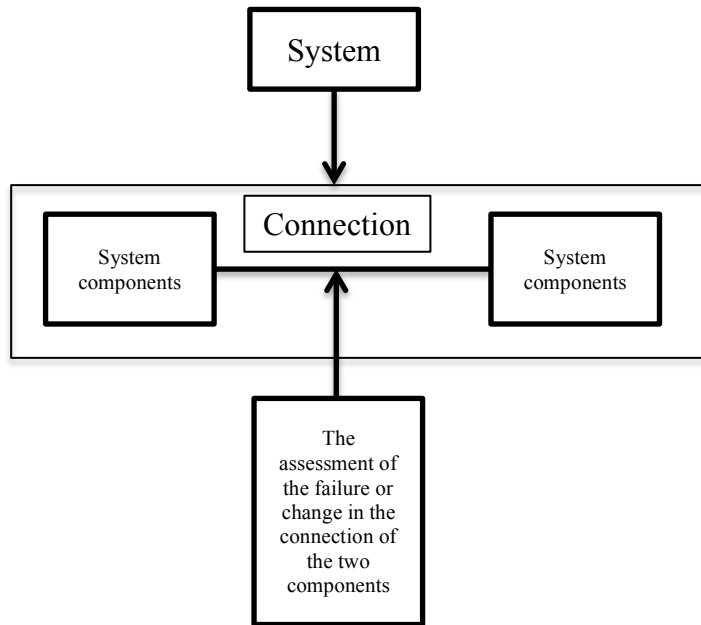 System
Connection
System
components
System
components
The
assessment of
the failure or
change in the
connection of
the two
components